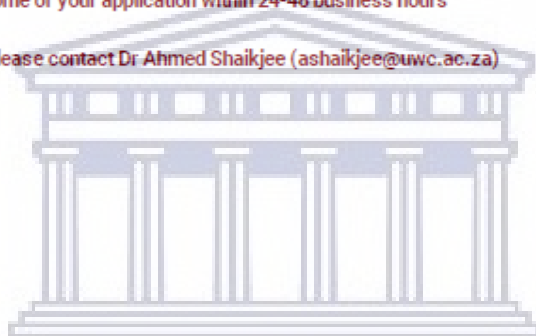 ome of your application within 24-48 business hours
lease contact Dr Ahmed Shaikjee (ashaikjee@uwc.ac.za)